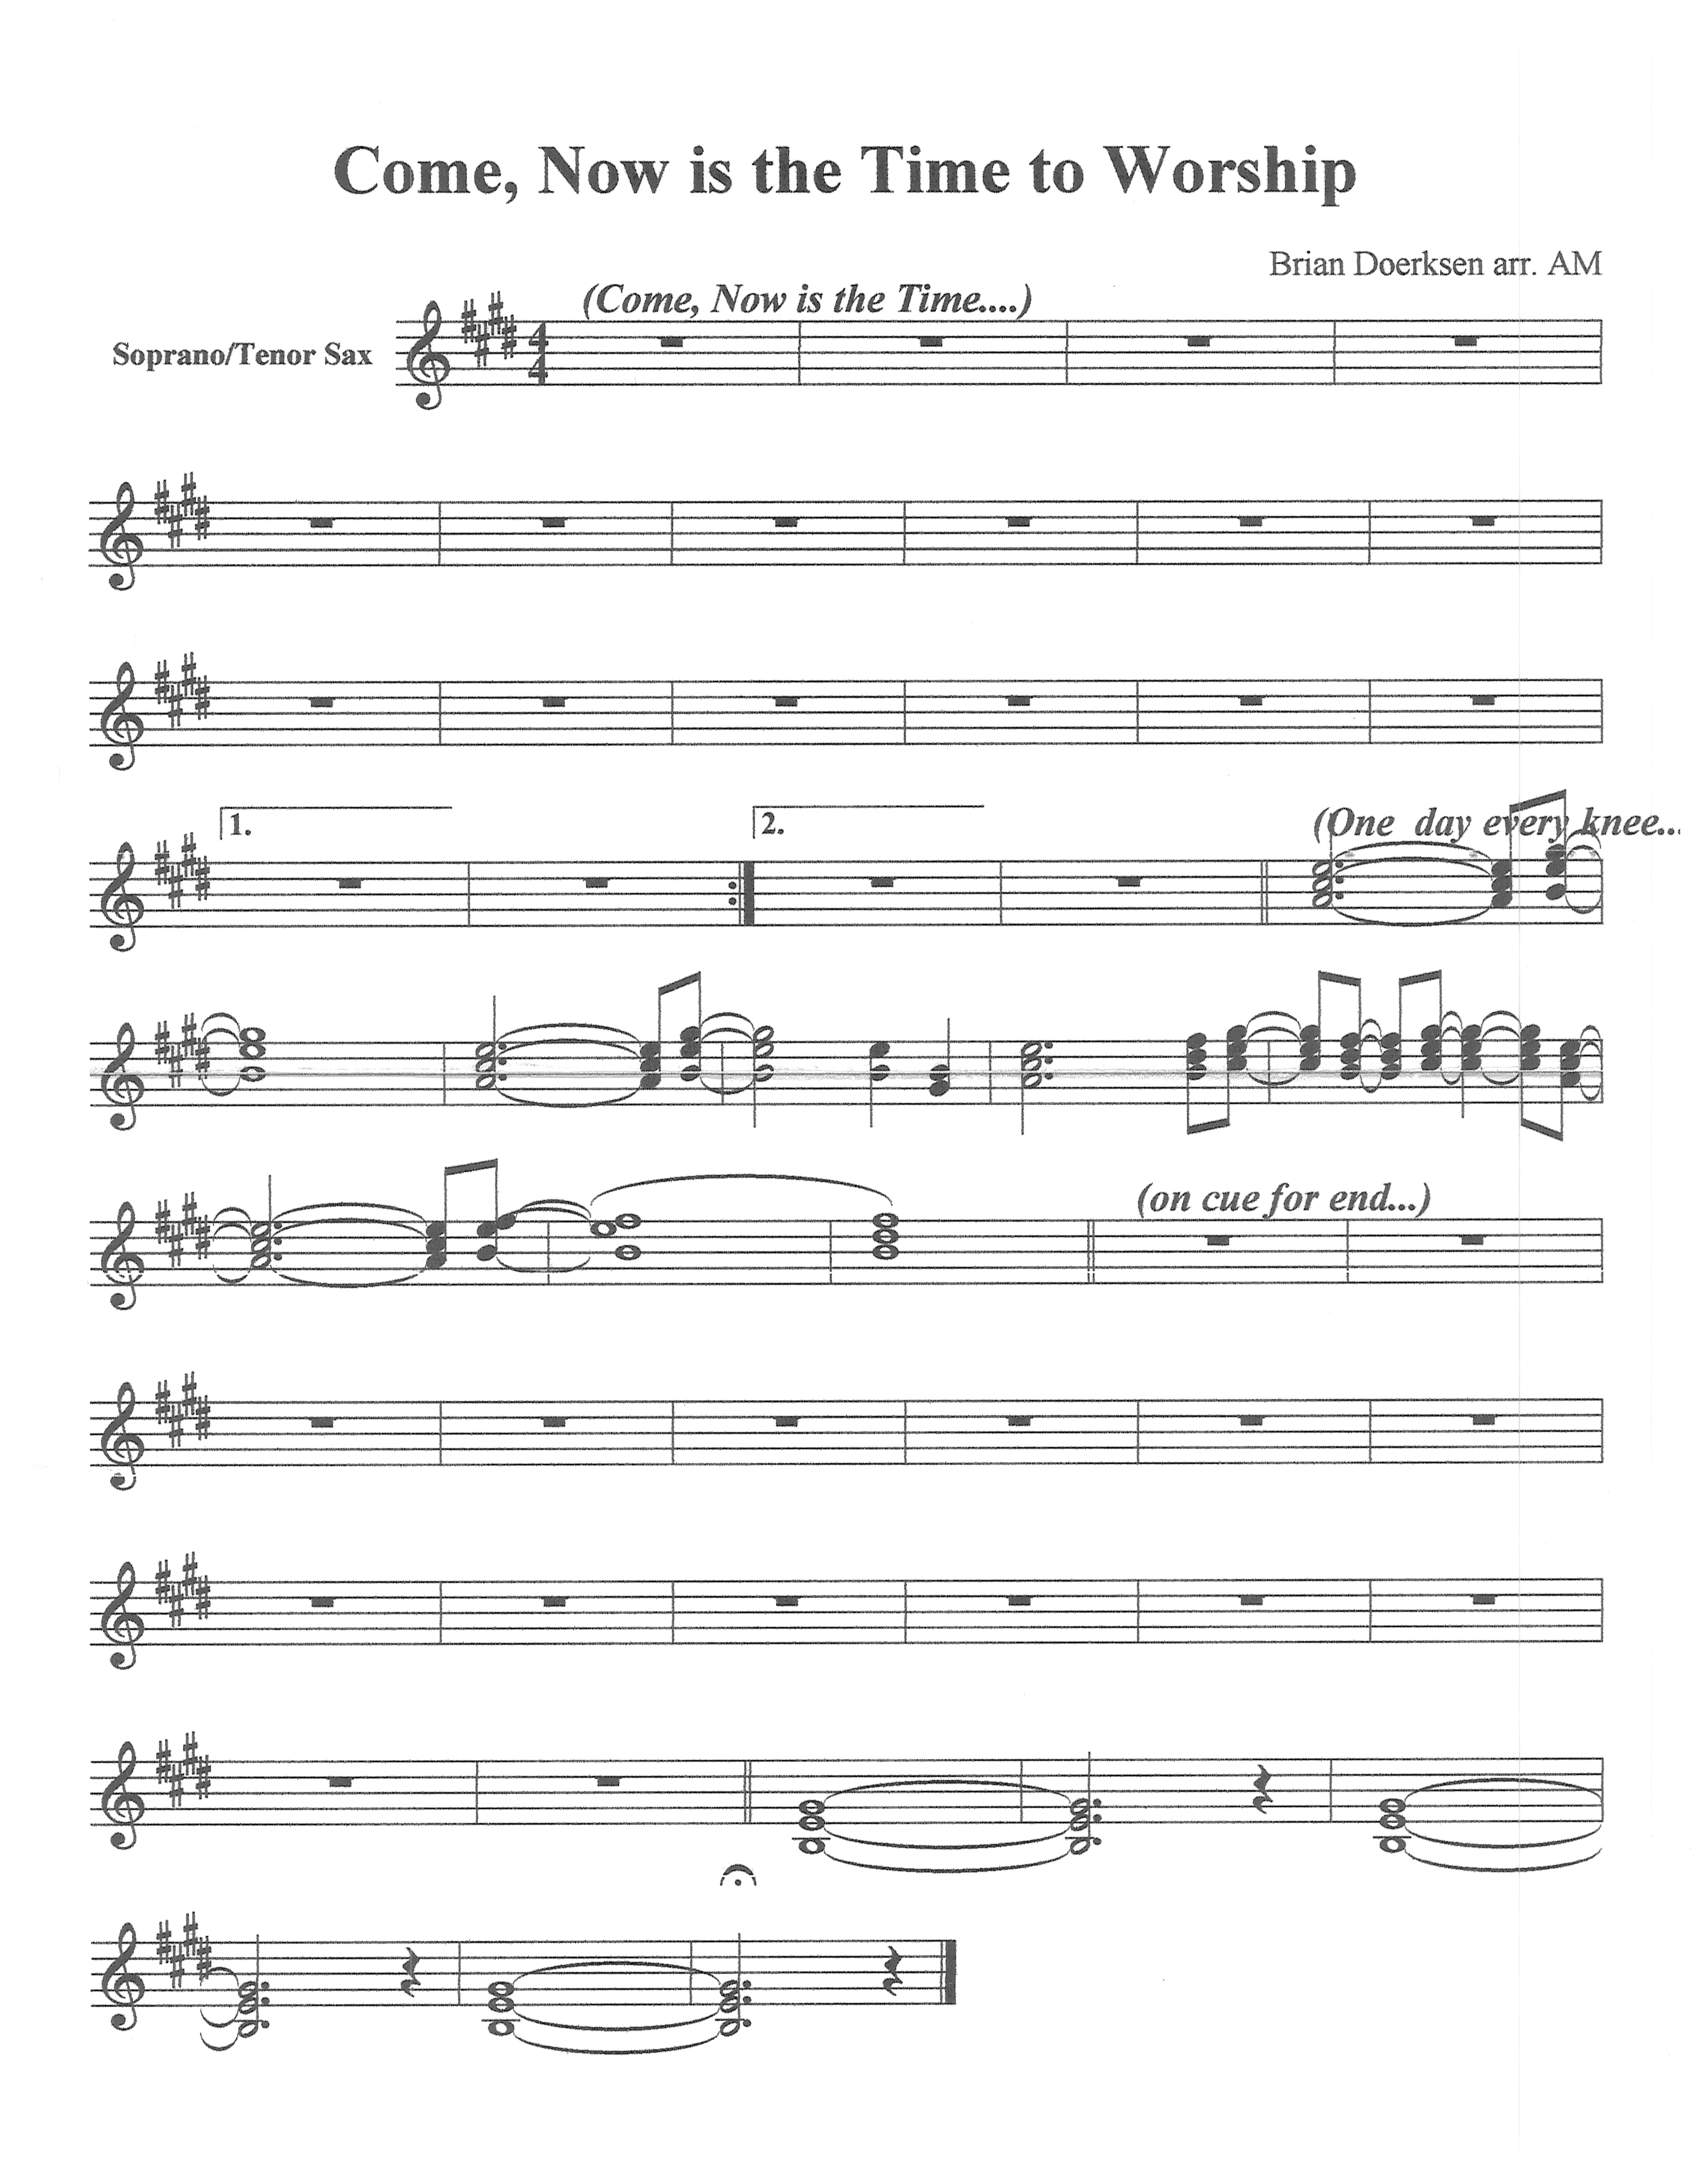 Come, Now is the Time to Worship
Brian Doerksen arr. AM
(Come, Now is the Time....)
Soprano/Tenor Sax
4
4
1.
2.
(One day every knee...
(on cue for end...)